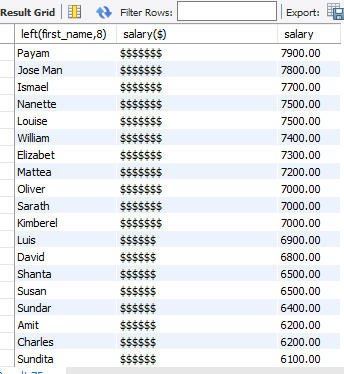 Result Grid Filter Rows: Export:
left(first_name,8) salary($) salary
Payam $$$$$$$ 7900.00
Jose Man $$$$$$$ 7800.00
Ismael $$$$$$$ 7700.00
Nanette $$$$$$$ 7500.00
Louise $$$$$$$ 7500.00
William $$$$$$$ 7400.00
Elizabet $$$$$$$ 7300.00
Mattea $$$$$$$ 7200.00
Oliver $$$$$$$ 7000.00
Sarath $$$$$$$ 7000.00
Kimberel $$$$$$$ 7000.00
Luis $$$$$$ 6900.00
David $$$$$$ 6800.00
Shanta $$$$$$ 6500.00
Susan $$$$$$ 6500.00
Sundar $$$$$$ 6400.00
Amit $$$$$$ 6200.00
Charles $$$$$$ 6200.00
Sundita $$$$$$ 6100.00